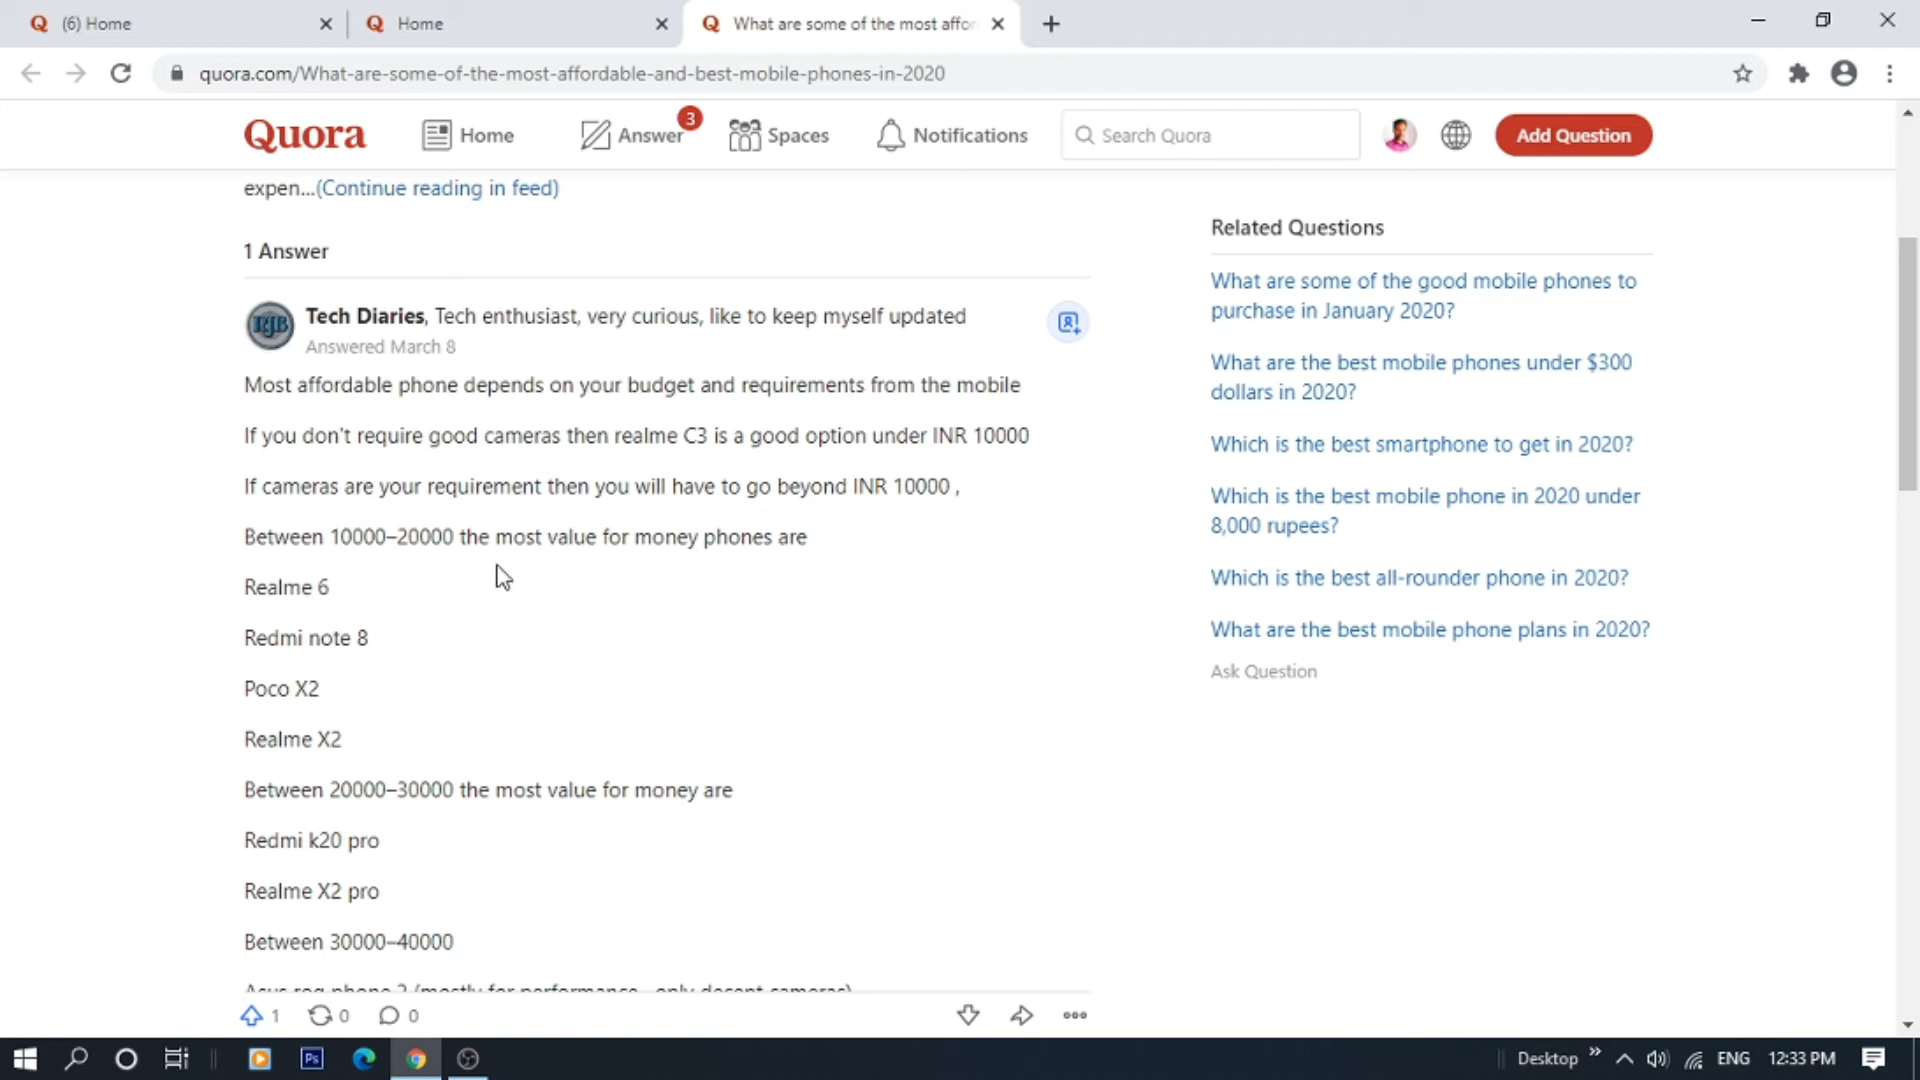 (6) Home
Home
What are some of the most affor
quora.com/What-are-some-of-the-most-affordable-and-best-mobile-phones-in-2020
Quora
Home
Answer
3
Spaces
Notifications
Search Quora
Add Question
expen...(Continue reading in feed)
1 Answer
Tech Diaries, Tech enthusiast, very curious, like to keep myself updated
Answered March 8
Most affordable phone depends on your budget and requirements from the mobile
If you don't require good cameras then realme C3 is a good option under INR 10000
If cameras are your requirement then you will have to go beyond INR 10000 ,
Between 10000–20000 the most value for money phones are
Realme 6
Redmi note 8
Poco X2
Realme X2
Between 20000–30000 the most value for money are
Redmi k20 pro
Realme X2 pro
Between 30000–40000
Asus rog phone 2 (mostly for performance , only decent cameras)
1
0
0
Related Questions
What are some of the good mobile phones to
purchase in January 2020?
What are the best mobile phones under $300
dollars in 2020?
Which is the best smartphone to get in 2020?
Which is the best mobile phone in 2020 under
8,000 rupees?
Which is the best all-rounder phone in 2020?
What are the best mobile phone plans in 2020?
Ask Question
Ps
Desktop
ENG
12:33 PM